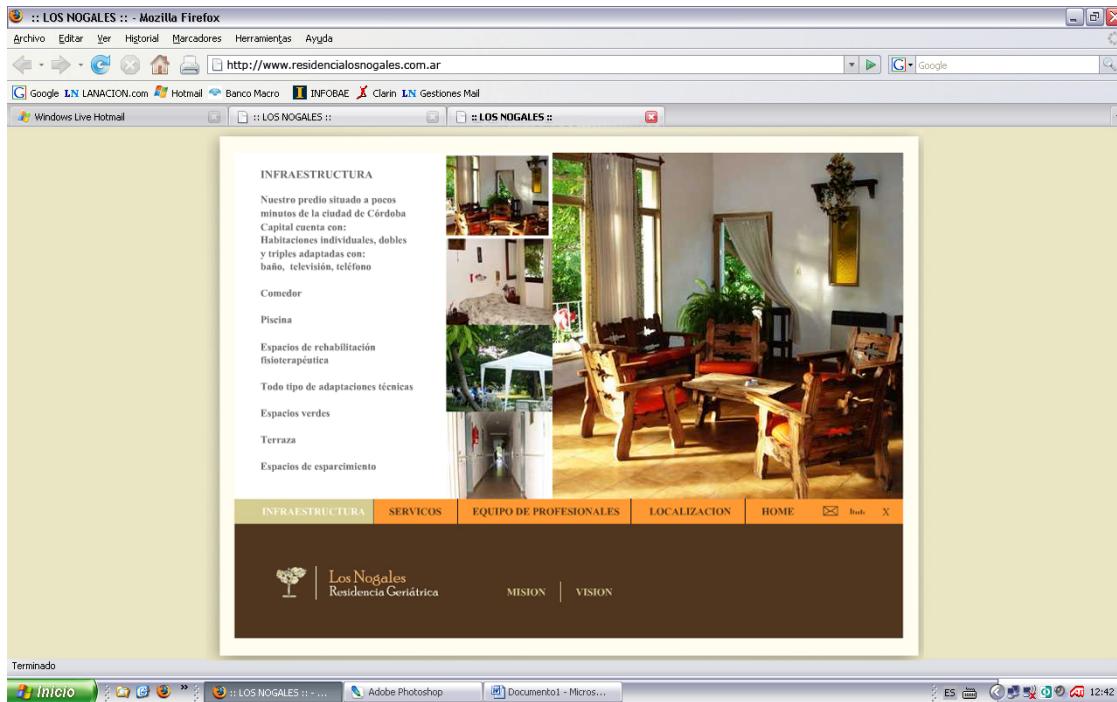 :: LOS NOGALES :: - Mozilla Firefox
Archivo Editar Ver Historial Marcadores Herramientas Ayuda
http://www.residencialosnogales.com.ar
G Google
G Google LN LANACION.com Hotmail Banco Macro I INFOBAE Clarin LN Gestiones Mail
Windows Live Hotmail
:: LOS NOGALES ::
:: LOS NOGALES ::
INFRAESTRUCTURA
Nuestro predio situado a pocos
minutos de la ciudad de Córdoba
Capital cuenta con:
Habitaciones individuales, dobles
y triples adaptadas con:
baño, televisión, teléfono
Comedor
Piscina
Espacios de rehabilitación
fisioterapéutica
Todo tipo de adaptaciones técnicas
Espacios verdes
Terraza
Espacios de esparcimiento
INFRAESTRUCTURA SERVICOS EQUIPO DE PROFESIONALES LOCALIZACION HOME X
Los Nogales
Residencia Geriátrica
MISION VISION
Terminado
Inicio » :: LOS NOGALES :: - ... Adobe Photoshop Documento1 - Micros... ES 12:42